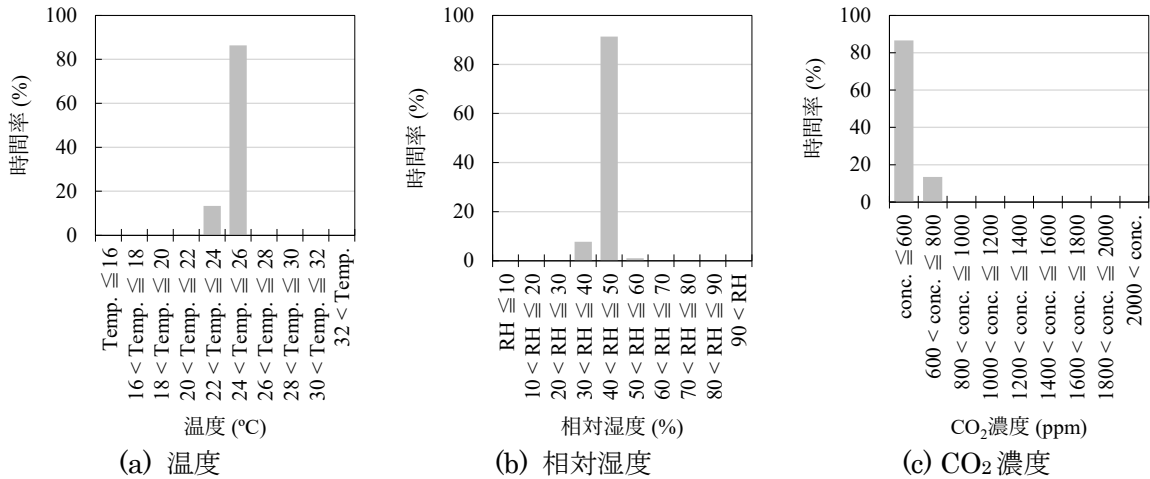 100
80
60
40
20
0
時間率 (%)
Temp. ≦ 16
16 < Temp. ≦ 18
18 < Temp. ≦ 20
20 < Temp. ≦ 22
22 < Temp. ≦ 24
24 < Temp. ≦ 26
26 < Temp. ≦ 28
28 < Temp. ≦ 30
30 < Temp. ≦ 32
32 < Temp.
温度 (ºC)
(a) 温度
100
80
60
40
20
0
時間率 (%)
RH ≦ 10
10 < RH ≦ 20
20 < RH ≦ 30
30 < RH ≦ 40
40 < RH ≦ 50
50 < RH ≦ 60
60 < RH ≦ 70
70 < RH ≦ 80
80 < RH ≦ 90
90 < RH
相対湿度 (%)
(b) 相対湿度
100
80
60
40
20
0
時間率 (%)
conc. ≦600
600 < conc. ≦ 800
800 < conc. ≦ 1000
1000 < conc. ≦ 1200
1200 < conc. ≦ 1400
1400 < conc. ≦ 1600
1600 < conc. ≦ 1800
1800 < conc. ≦ 2000
2000 < conc.
CO₂濃度 (ppm)
(c) CO₂ 濃度